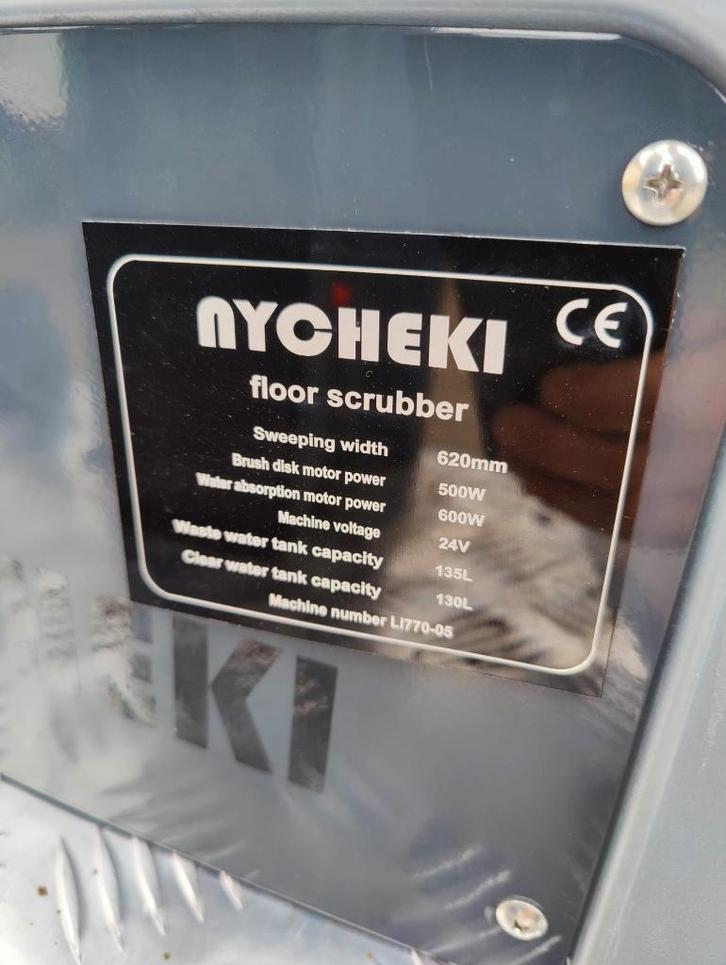 NYCHEKI
CE
floor scrubber
Sweeping width 620mm
Brush disk motor power 500W
Water absorption motor power 600W
Machine voltage 24V
Waste water tank capacity 135L
Clear water tank capacity 130L
Machine number LI770-05
EKI